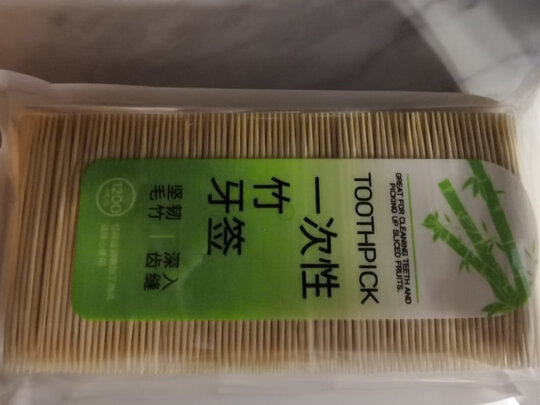 GREAT FOR CLEANING TEETH AND
PICKING UP SLICED FRUITS.
TOOTHPICK
一次性
竹
牙签
坚韧
毛竹
深入
齿缝
1200